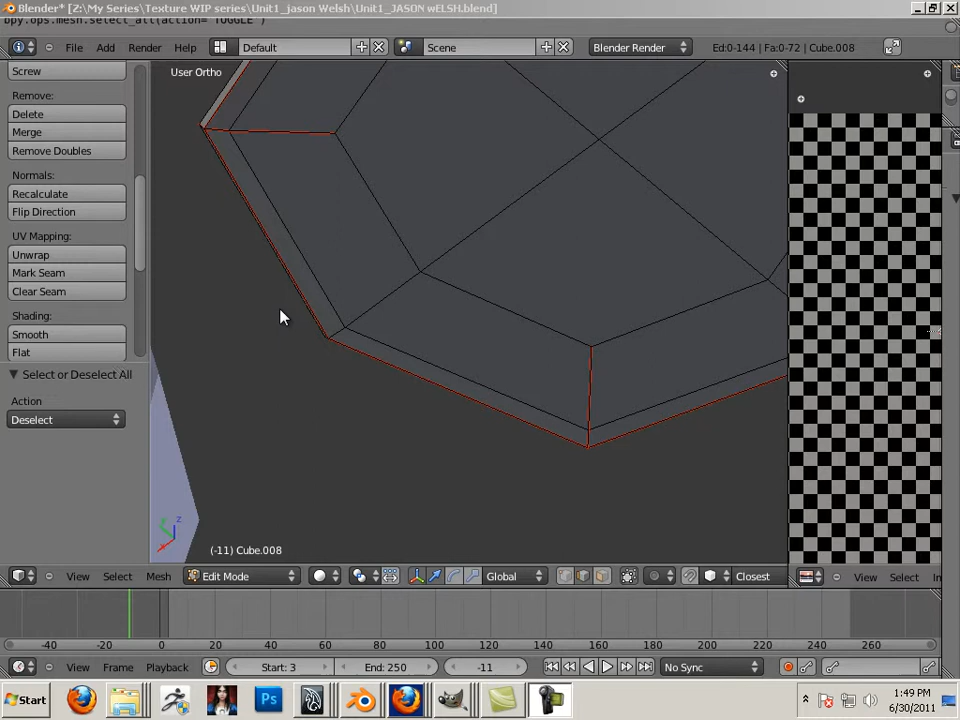 Blender* [Z:\My Series\Texture WIP series\Unit1_jason Welsh\Unit1_JASON wELSH.blend]
bpy.ops.mesh.select_all(action='TOGGLE')
File Add Render Help Default Scene Blender Render Ed:0-144 | Fa:0-72 | Cube.008
Screw
Remove:
Delete
Merge
Remove Doubles
Normals:
Recalculate
Flip Direction
UV Mapping:
Unwrap
Mark Seam
Clear Seam
Shaping:
Smooth
Flat
Select or Deselect All
Action
Deselect
User Ortho
z
(-11) Cube.008
View Select Mesh Edit Mode Global Closest
View Select
-40 -20 0 20 40 60 80 100 120 140 160 180 200 220 240 260
View Frame Playback Start: 3 End: 250 -11 No Sync
Start
1:49 PM
6/30/2011